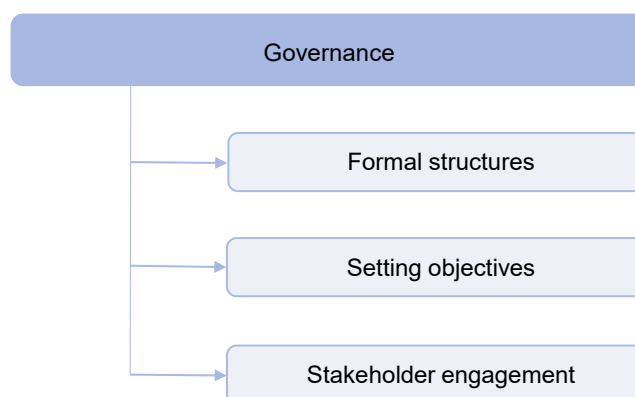 Governance
Formal structures
Setting objectives
Stakeholder engagement